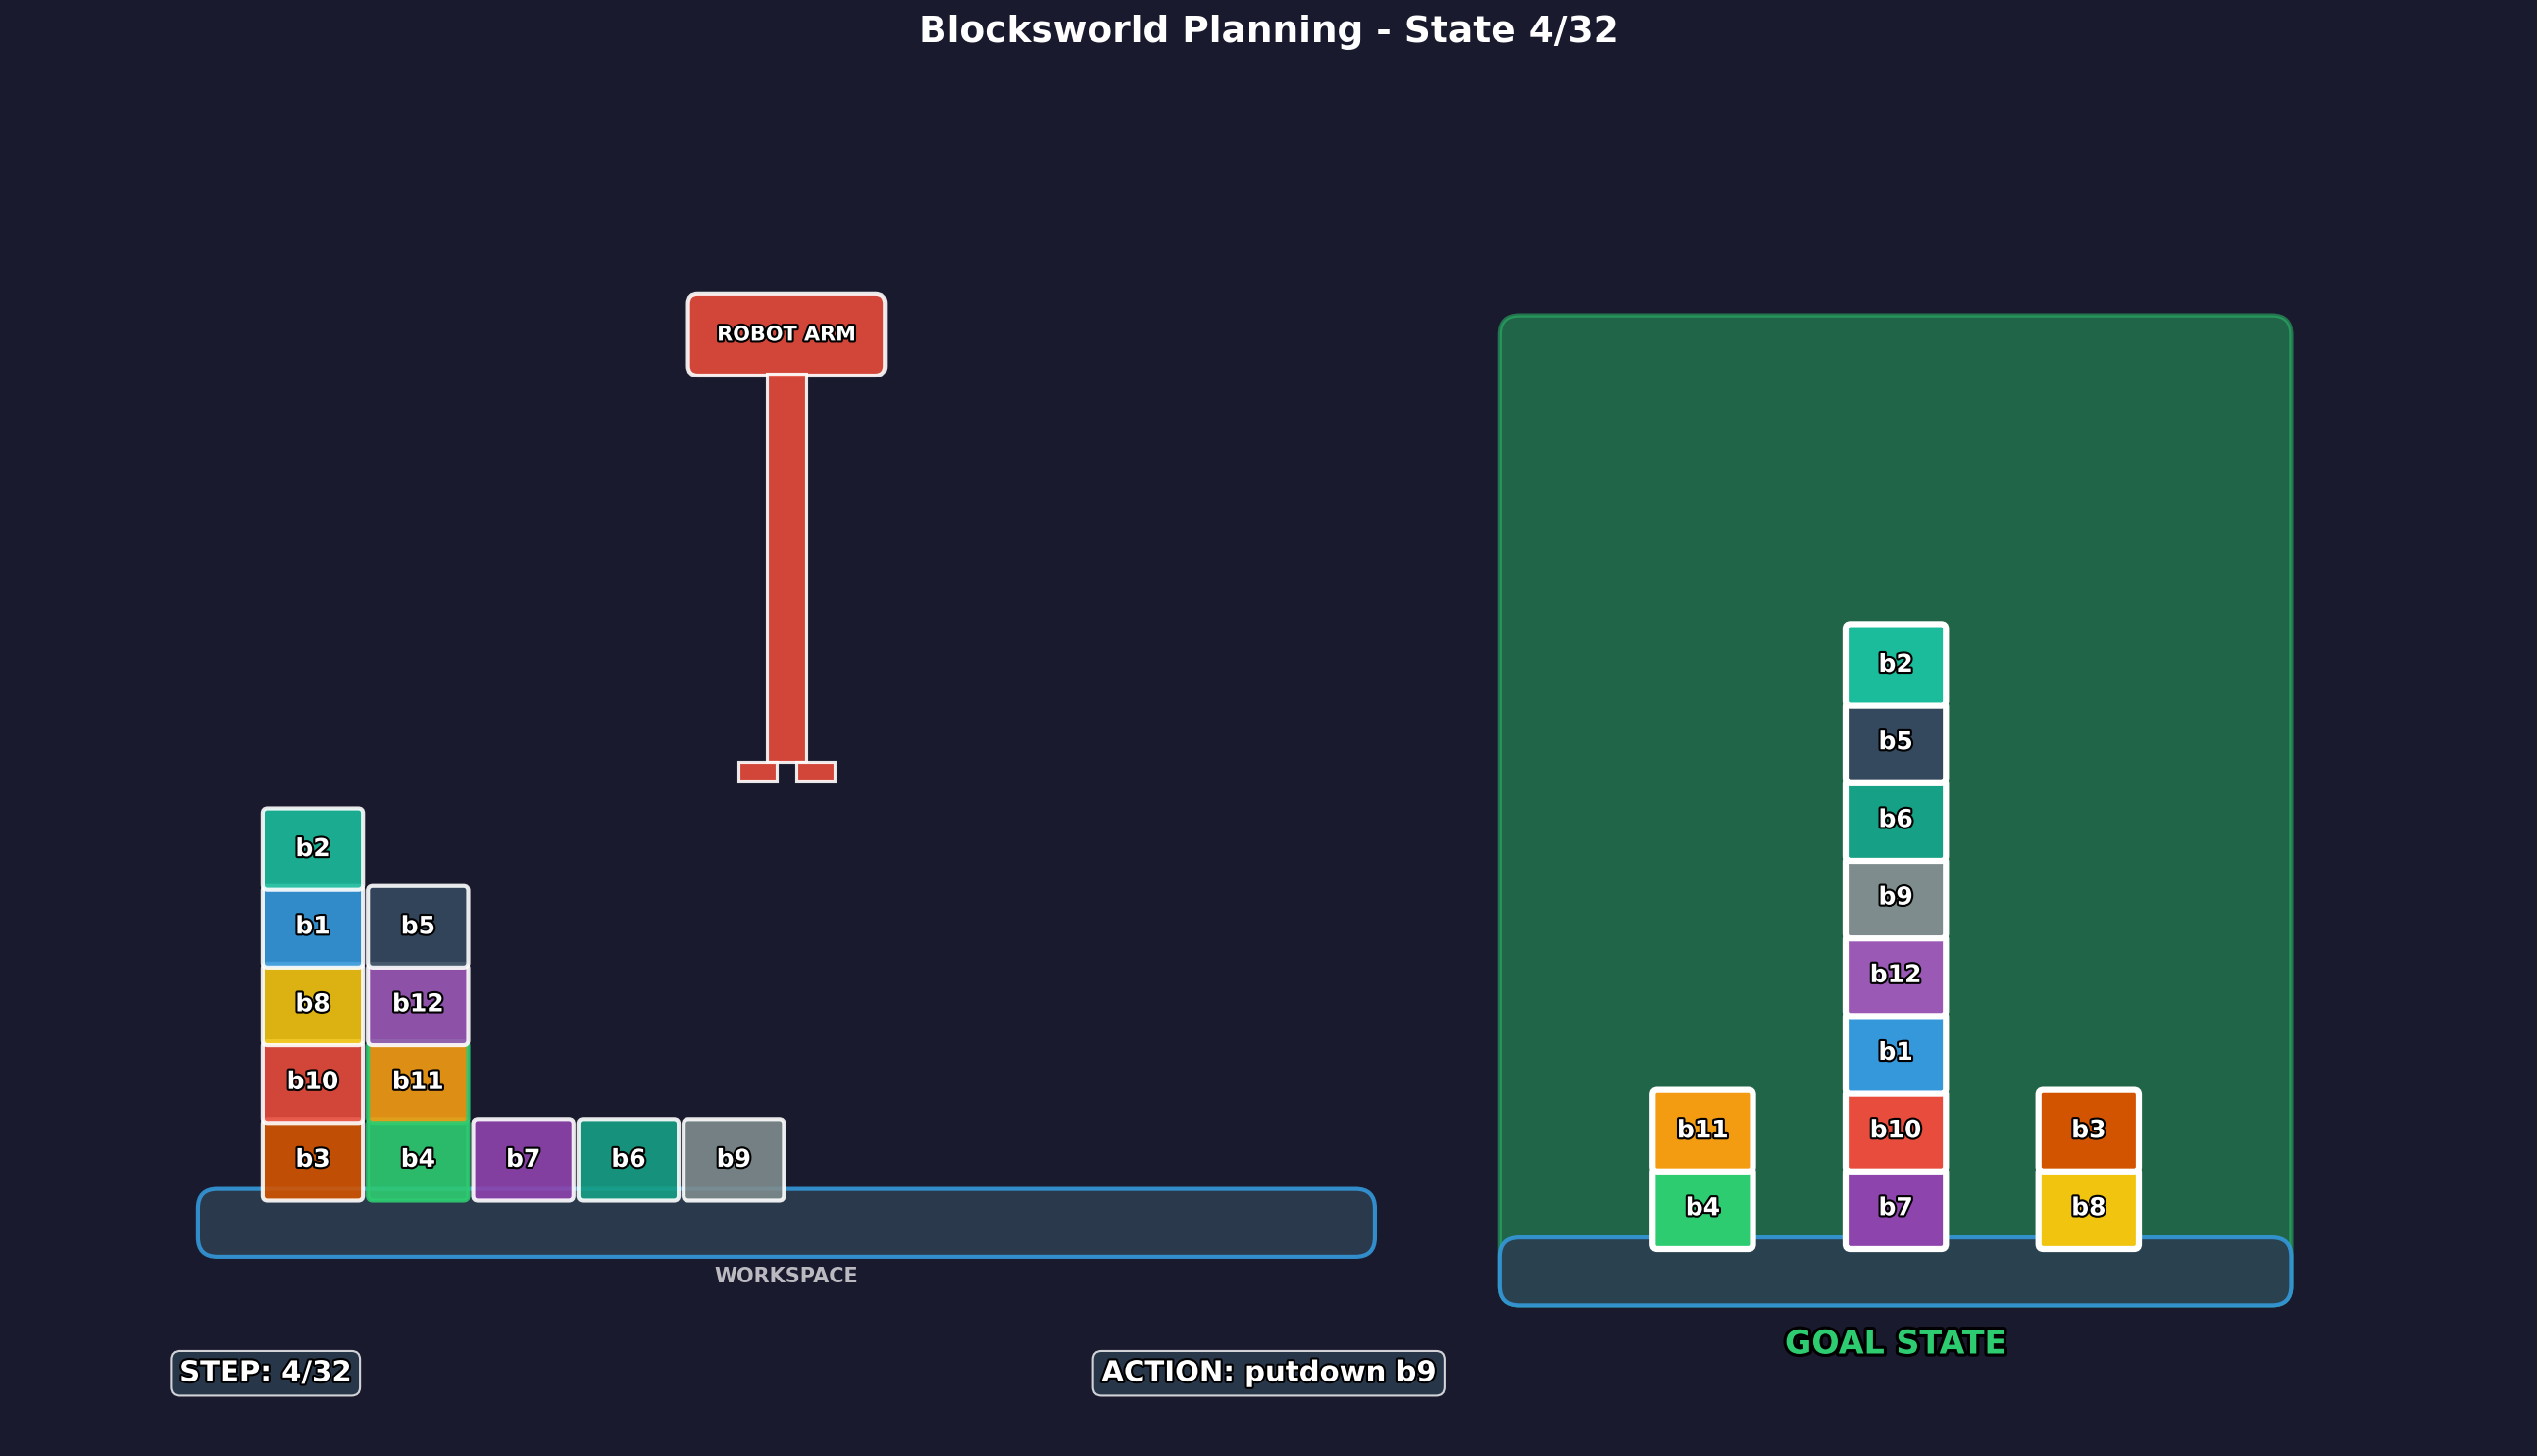 Blocksworld Planning - State 4/32
ROBOT ARM
b2
b1
b5
b8
b12
b10
b11
b3
b4
b7
b6
b9
WORKSPACE
b2
b5
b6
b9
b12
b1
b11
b10
b3
b4
b7
b8
GOAL STATE
STEP: 4/32
ACTION: putdown b9